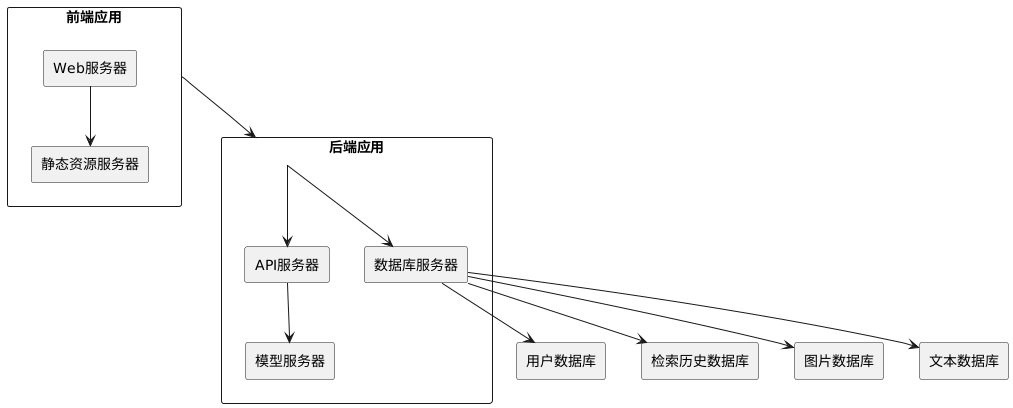 前端应用
Web服务器
静态资源服务器
后端应用
API服务器
数据库服务器
模型服务器
用户数据库
检索历史数据库
图片数据库
文本数据库